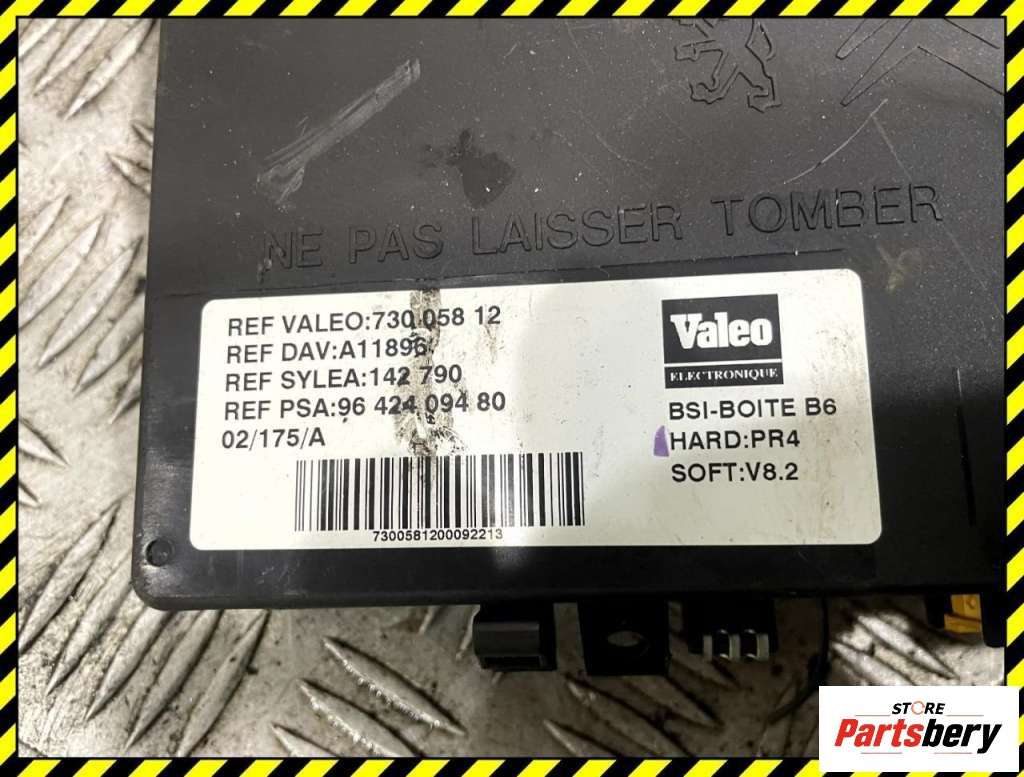 NE PAS LAISSER TOMBER
REF VALEO:730 058 12
REF DAV:A11896
REF SYLEA:142 790
REF PSA:96 424 094 80
02/175/A
7300581200092213
Valeo
ELECTRONIQUE
BSI-BOITE B6
HARD:PR4
SOFT:V8.2
STORE
Partsbery